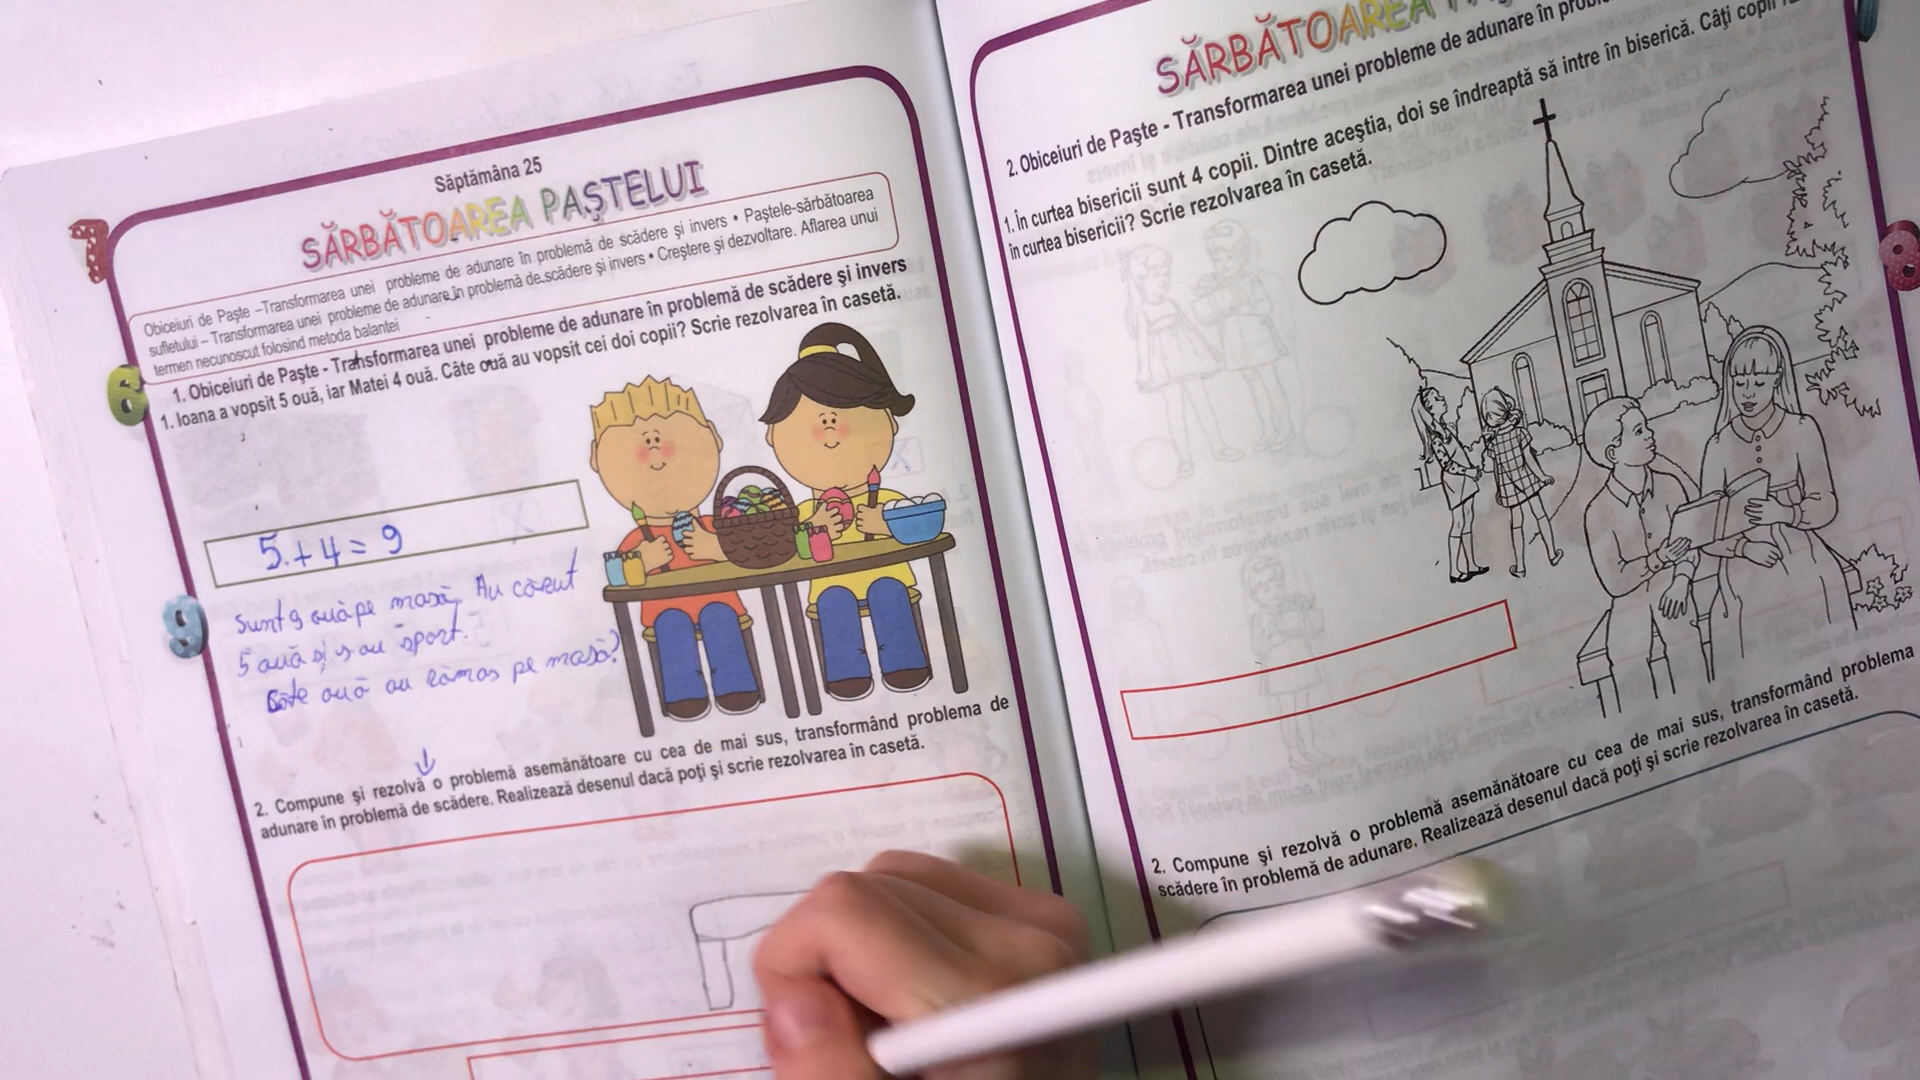 Săptămâna 25
SĂRBĂTOAREA PAŞTELUI
Obiceiuri de Paşte –Transformarea unei probleme de adunare în problemă de scădere şi invers • Paştele-sărbătoarea
sufletului – Transformarea unei probleme de adunare în problemă de scădere şi invers • Creştere şi dezvoltare. Aflarea unui
termen necunoscut folosind metoda balantei
1. Obiceiuri de Paşte - Transformarea unei probleme de adunare în problemă de scădere şi invers
1. Ioana a vopsit 5 ouă, iar Matei 4 ouă. Câte ouă au vopsit cei doi copii? Scrie rezolvarea în casetă.
5 + 4 = 9
Sunt 9 ouă pe masă. Au căzut
5 ouă și s-au spart.
Câte ouă au rămas pe masă?
2. Compune şi rezolvă o problemă asemănătoare cu cea de mai sus, transformând problema de
adunare în problemă de scădere. Realizează desenul dacă poţi şi scrie rezolvarea în casetă.
7
6
9
SĂRBĂTOAREA
2. Obiceiuri de Paşte - Transformarea unei probleme de adunare în
1. În curtea bisericii sunt 4 copii. Dintre aceştia, doi se îndreaptă să intre în biserică. Câţi copii
în curtea bisericii? Scrie rezolvarea în casetă.
2. Compune şi rezolvă o problemă asemănătoare cu cea de mai sus, transformând problema
scădere în problemă de adunare. Realizează desenul dacă poţi şi scrie rezolvarea în casetă.
8